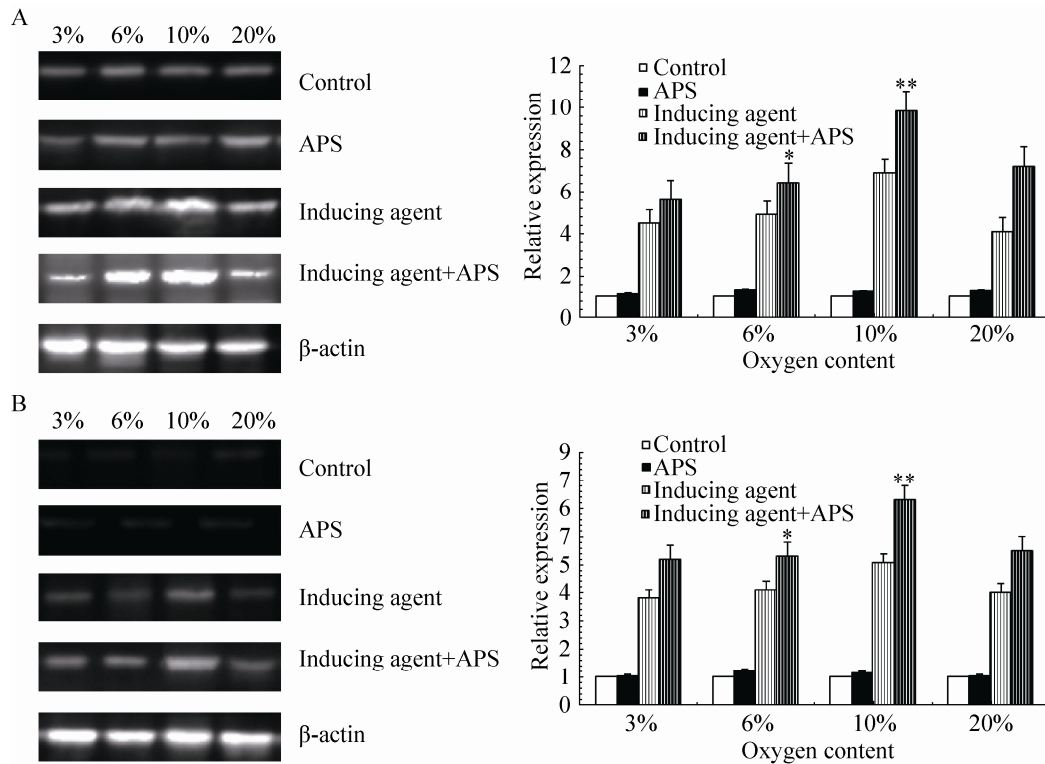 A
3% 6% 10% 20%
Control
APS
Inducing agent
Inducing agent+APS
β-actin
Control
APS
Inducing agent
Inducing agent+APS
Relative expression
12
10
8
6
4
2
0
*
**
3% 6% 10% 20%
Oxygen content
B
3% 6% 10% 20%
Control
APS
Inducing agent
Inducing agent+APS
β-actin
Control
APS
Inducing agent
Inducing agent+APS
Relative expression
9
7
7
5
4
2
1
0
*
**
3% 6% 10% 20%
Oxygen content